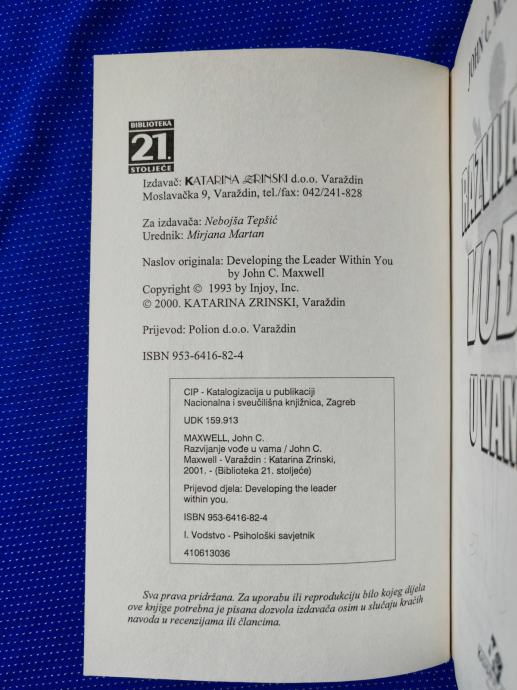 BIBLIOTEKA
21.
STOLJEĆE
Izdavač: KATARINA ZRINSKI d.o.o. Varaždin
Moslavačka 9, Varaždin, tel./fax: 042/241-828
Za izdavača: Nebojša Tepšić
Urednik: Mirjana Martan
Naslov originala: Developing the Leader Within You
by John C. Maxwell
Copyright © 1993 by Injoy, Inc.
© 2000. KATARINA ZRINSKI, Varaždin
Prijevod: Polion d.o.o. Varaždin
ISBN 953-6416-82-4
CIP - Katalogizacija u publikaciji
Nacionalna i sveučilišna knjižnica, Zagreb
UDK 159.913
MAXWELL, John C.
Razvijanje vođe u vama / John C.
Maxwell - Varaždin : Katarina Zrinski,
2001. - (Biblioteka 21. stoljeće)
Prijevod djela: Developing the leader
within you.
ISBN 953-6416-82-4
I. Vodstvo - Psihološki savjetnik
410613036
Sva prava pridržana. Za uporabu ili reprodukciju bilo kojeg dijela
ove knjige potrebna je pisana dozvola izdavača osim u slučaju kraćih
navoda u recenzijama ili člancima.
JOHN C.
U VAM